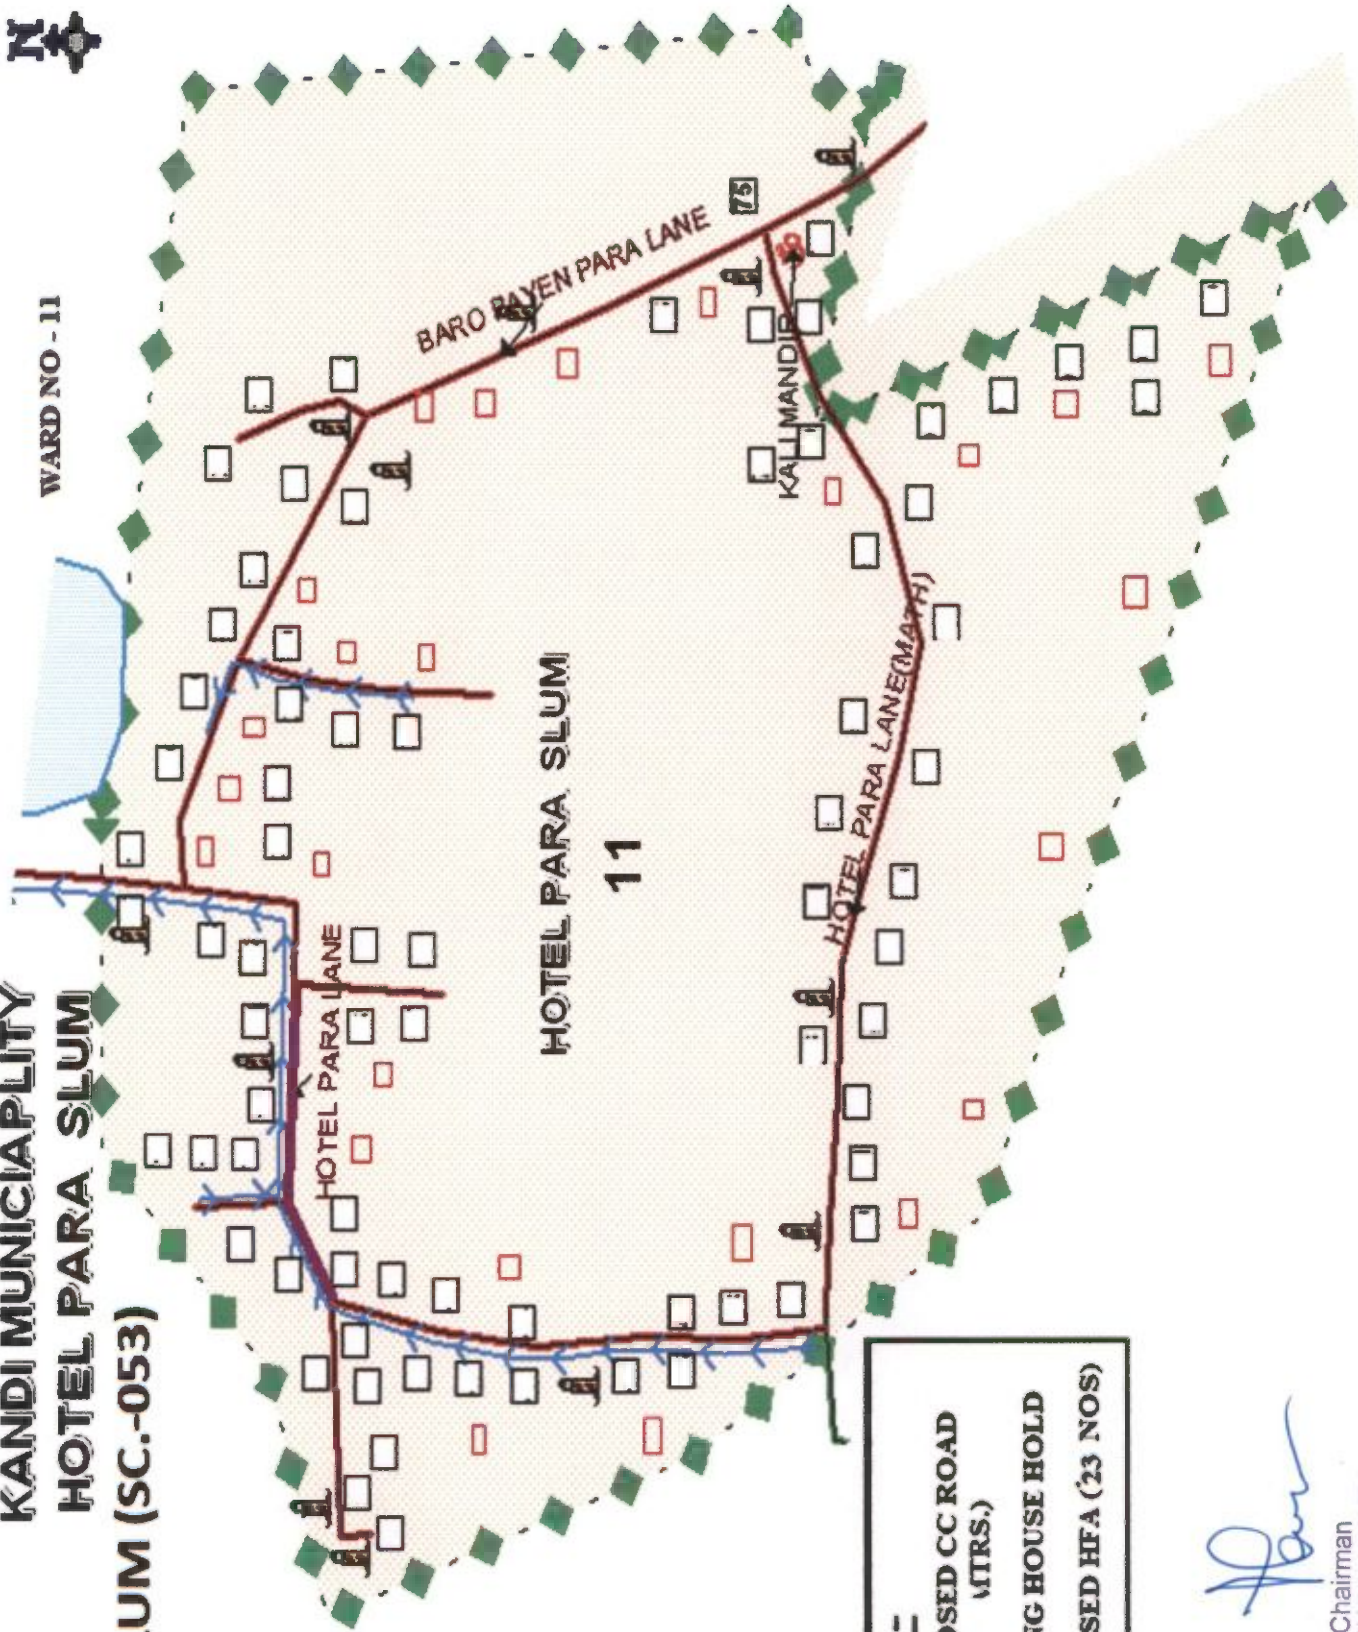 N
WARD NO - 11
KANDI MUNICIAPLITY
HOTEL PARA SLUM
UM (SC.-053)
BARO PAYEN PARA LANE
75
KALI MANDIR
HOTEL PARA LANE
HOTEL PARA SLUM
11
HOTEL PARA LANE(MATH)
OSED CC ROAD
MTRS.)
NG HOUSE HOLD
SED HFA (23 NOS)
Chairman